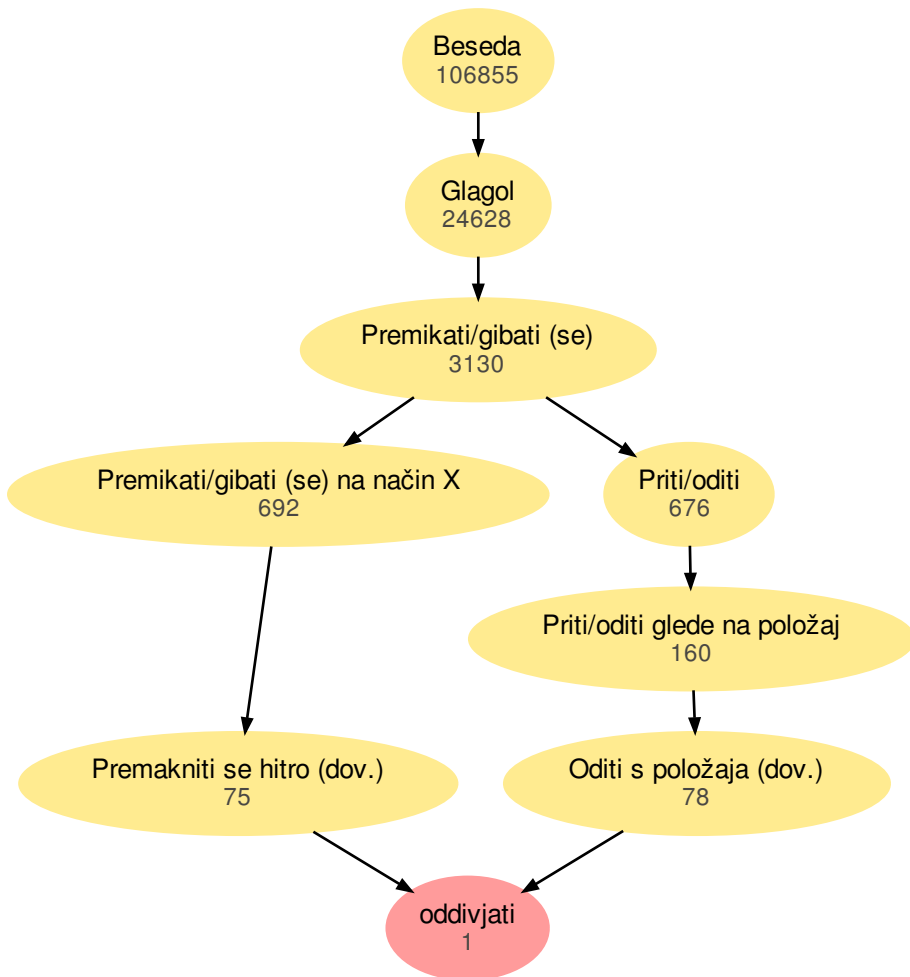 Beseda
106855
Glagol
24628
Premikati/gibati (se)
3130
Premikati/gibati (se) na način X
692
Priti/oditi
676
Priti/oditi glede na položaj
160
Premakniti se hitro (dov.)
75
Oditi s položaja (dov.)
78
oddivjati
1